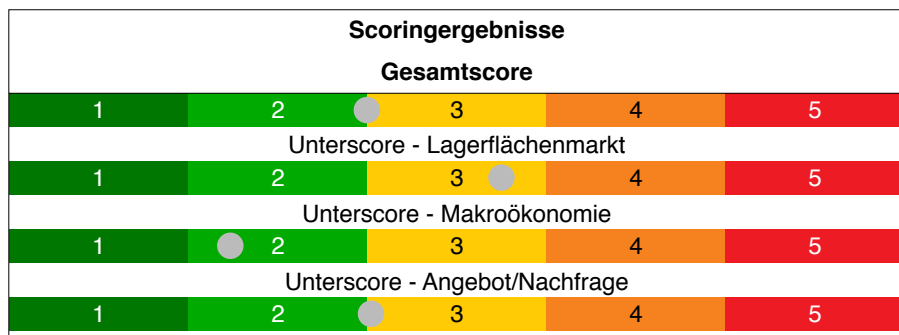 Scoringergebnisse
Gesamtscore
1 2 3 4 5
Unterscore - Lagerflächenmarkt
1 2 3 4 5
Unterscore - Makroökonomie
1 2 3 4 5
Unterscore - Angebot/Nachfrage
1 2 3 4 5